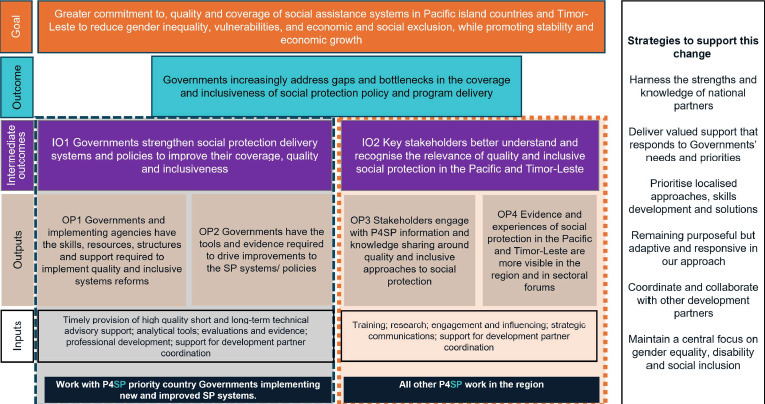 Goal
Greater commitment to, quality and coverage of social assistance systems in Pacific island countries and Timor-
Leste to reduce gender inequality, vulnerabilities, and economic and social exclusion, while promoting stability and
economic growth
Outcome
Governments increasingly address gaps and bottlenecks in the coverage
and inclusiveness of social protection policy and program delivery
Intermediate
outcomes
IO1 Governments strengthen social protection delivery
systems and policies to improve their coverage, quality
and inclusiveness
IO2 Key stakeholders better understand and
recognise the relevance of quality and inclusive
social protection in the Pacific and Timor-Leste
Outputs
OP1 Governments and
implementing agencies have
the skills, resources, structures
and support required to
implement quality and inclusive
systems reforms
OP2 Governments have the
tools and evidence required
to drive improvements to
the SP systems/ policies
OP3 Stakeholders engage
with P4SP information and
knowledge sharing around
quality and inclusive
approaches to social
protection
OP4 Evidence and
experiences of social
protection in the Pacific
and Timor-Leste are
more visible in the
region and in sectoral
forums
Inputs
Timely provision of high quality short and long-term technical
advisory support; analytical tools; evaluations and evidence;
professional development; support for development partner
coordination
Training; research; engagement and influencing; strategic
communications; support for development partner
coordination
Work with P4SP priority country Governments implementing
new and improved SP systems.
All other P4SP work in the region
Strategies to support this
change
Harness the strengths and
knowledge of national
partners
Deliver valued support that
responds to Governments'
needs and priorities
Prioritise localised
approaches, skills
development and solutions
Remaining purposeful but
adaptive and responsive in
our approach
Coordinate and collaborate
with other development
partners
Maintain a central focus on
gender equality, disability
and social inclusion